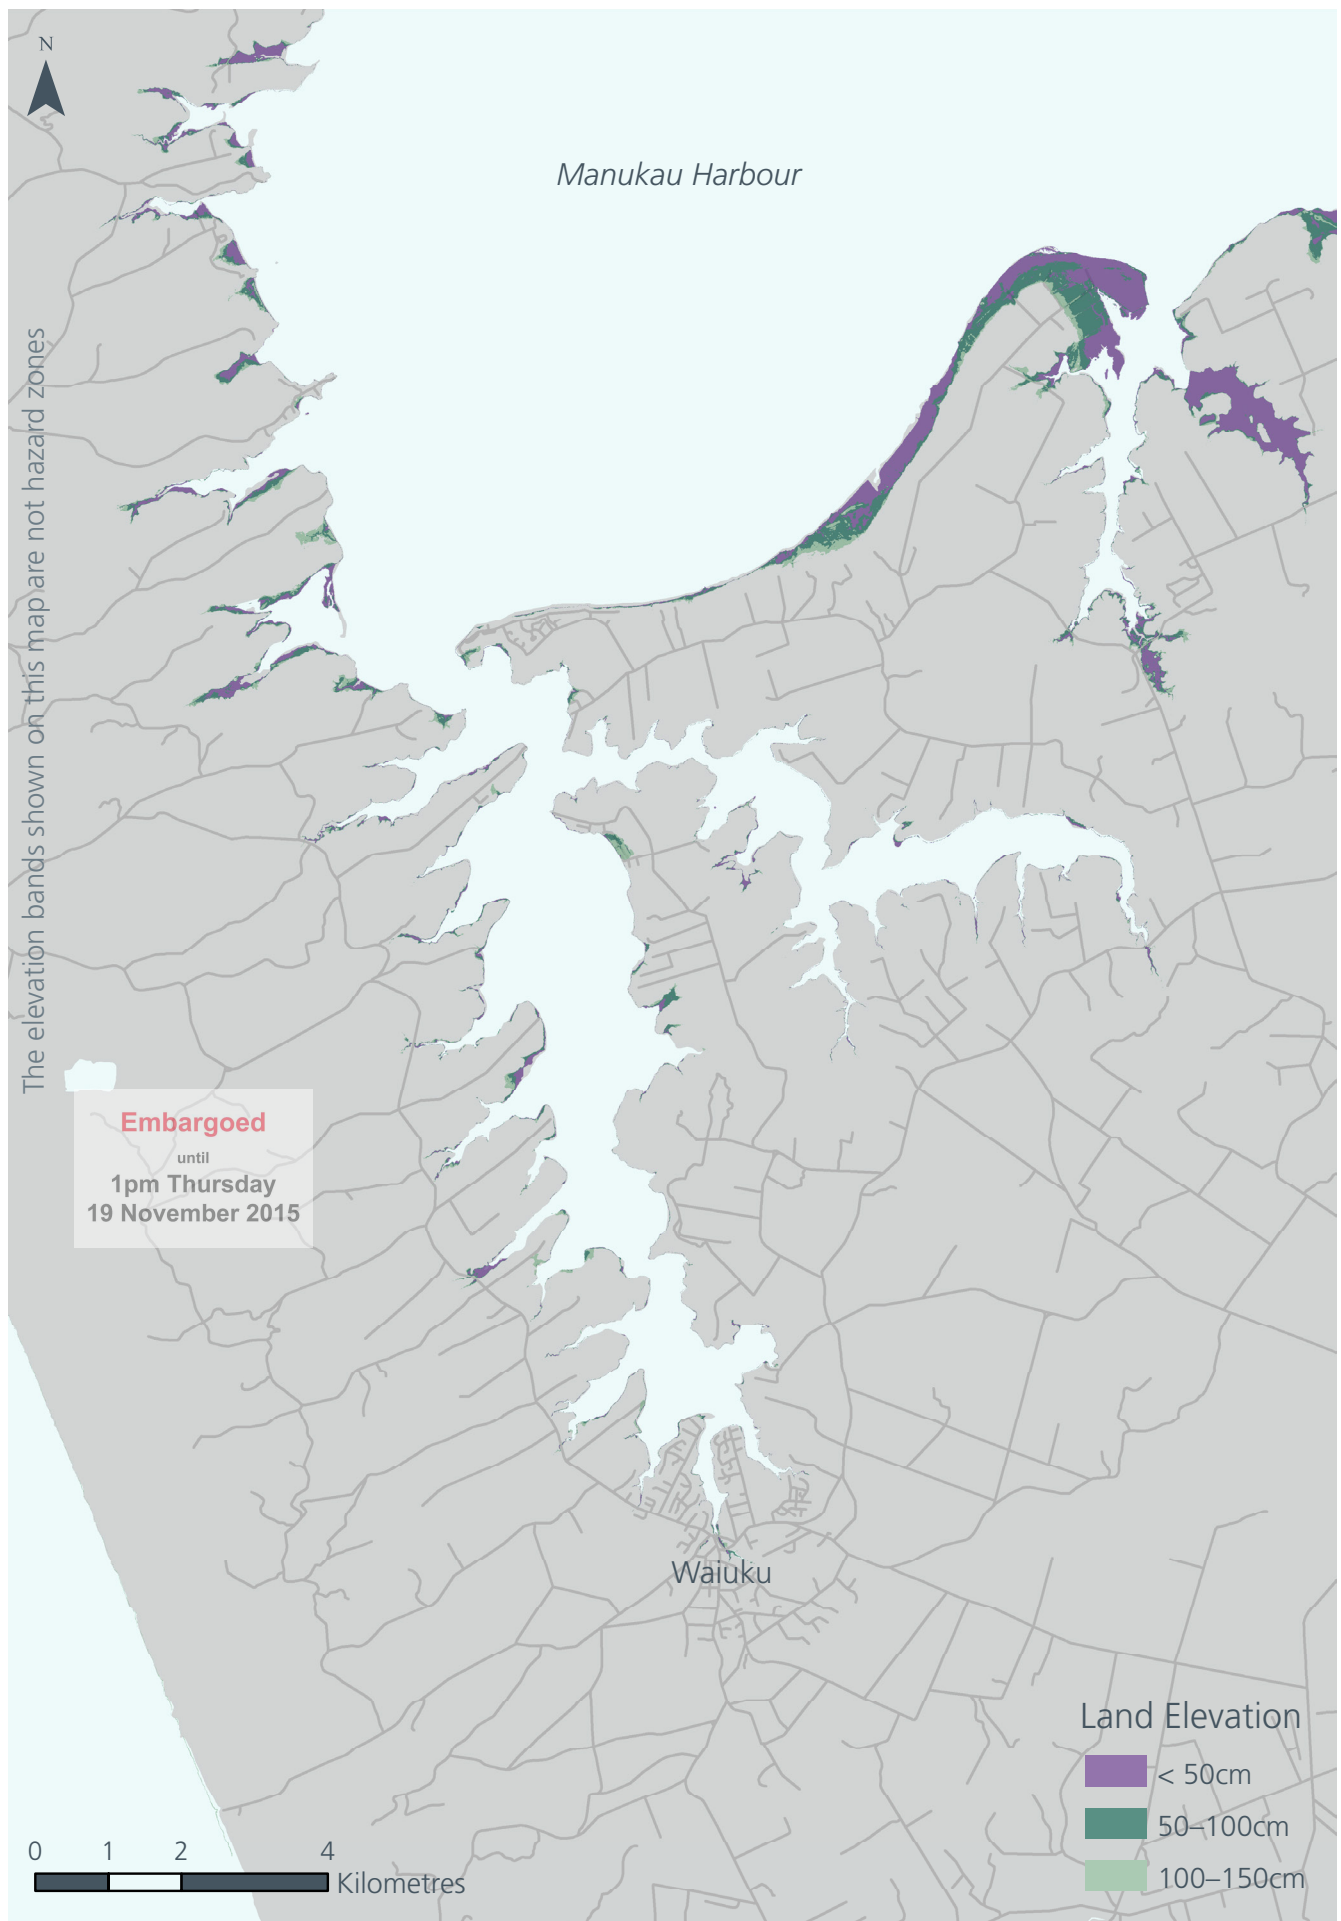 N
Manukau Harbour
The elevation bands shown on this map are not hazard zones
Embargoed
until
1pm Thursday
19 November 2015
Waiuku
Land Elevation
< 50cm
50–100cm
100–150cm
0 1 2 4
Kilometres